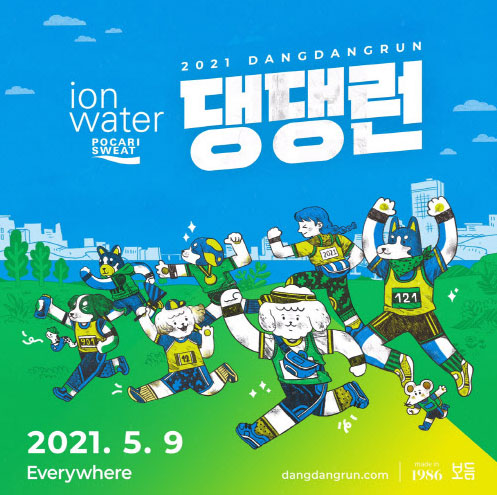 2021 DANGDANGRUN
댕댕런
ion
water
POCARI
SWEAT
2021
121
921
2021. 5. 9
Everywhere
dangdangrun.com
made in
1986
보듬